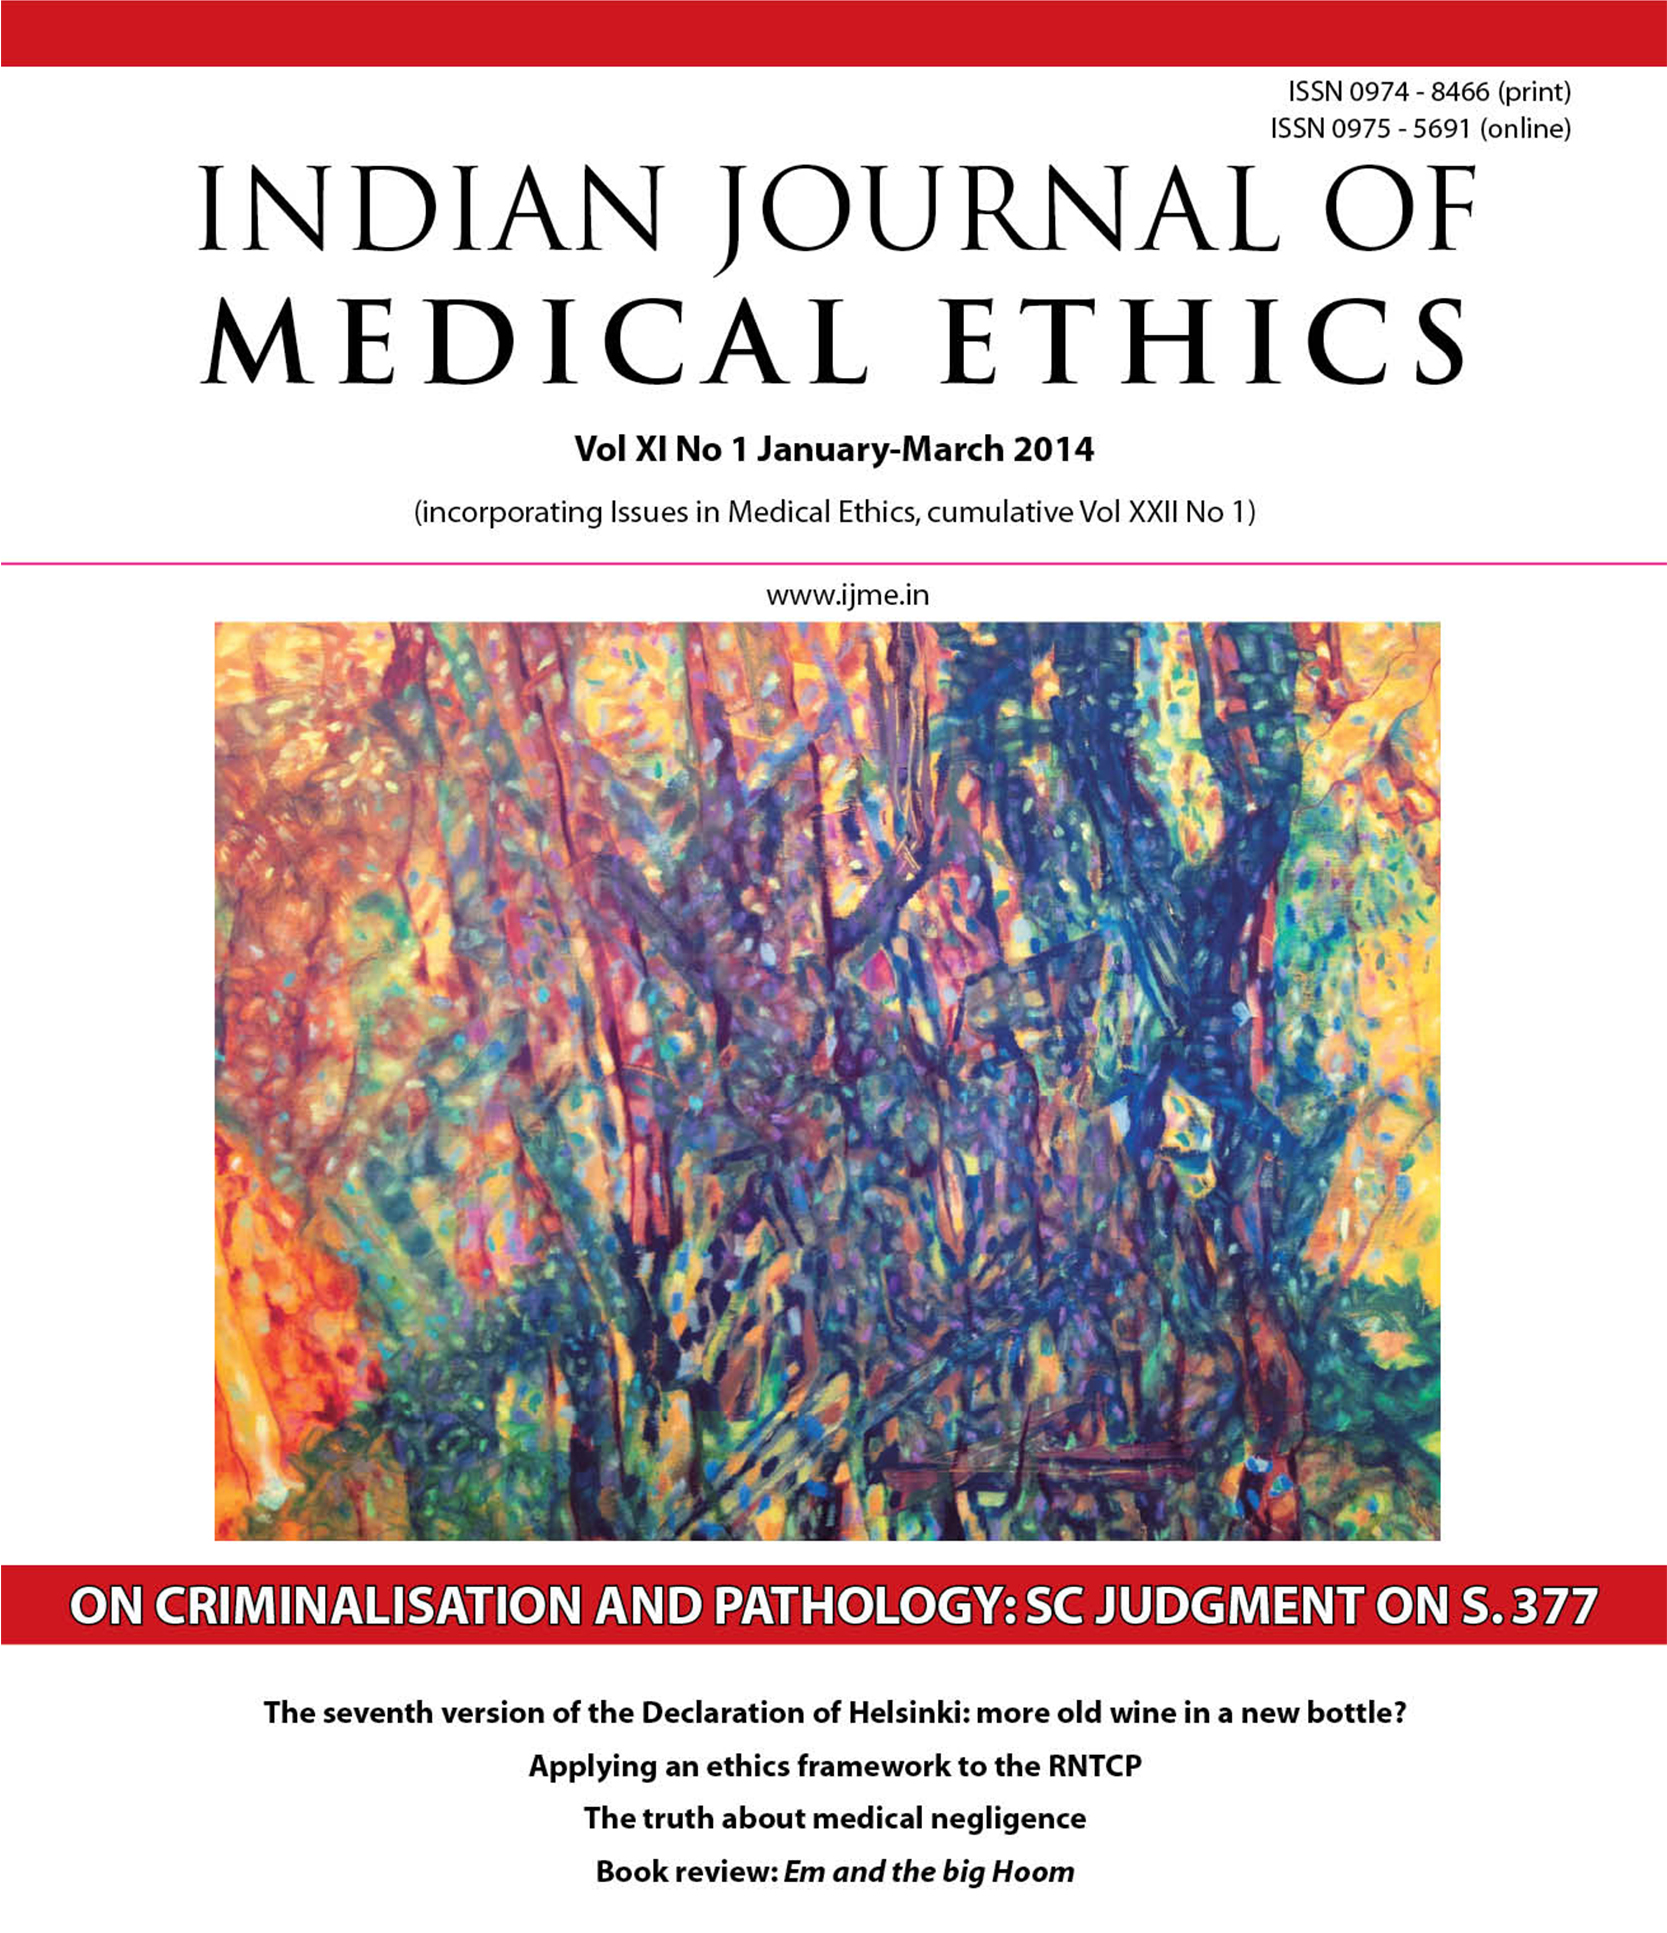 ISSN 0974 - 8466 (print)
ISSN 0975 - 5691 (online)
INDIAN JOURNAL OF
MEDICAL ETHICS
Vol XI No 1 January-March 2014
(incorporating Issues in Medical Ethics, cumulative Vol XXII No 1)
www.ijme.in
ON CRIMINALISATION AND PATHOLOGY: SC JUDGMENT ON S. 377
The seventh version of the Declaration of Helsinki: more old wine in a new bottle?
Applying an ethics framework to the RNTCP
The truth about medical negligence
Book review: Em and the big Hoom